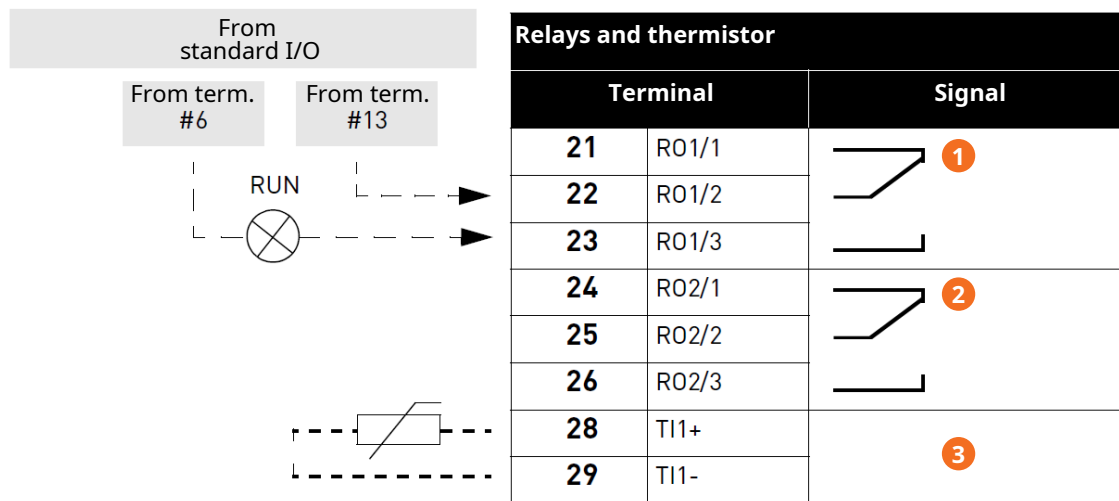 From
standard I/O
From term.
#6
From term.
#13
RUN
Relays and thermistor
Terminal Signal
21 RO1/1 1
22 RO1/2
23 RO1/3
24 RO2/1 2
25 RO2/2
26 RO2/3
28 TI1+ 3
29 TI1-